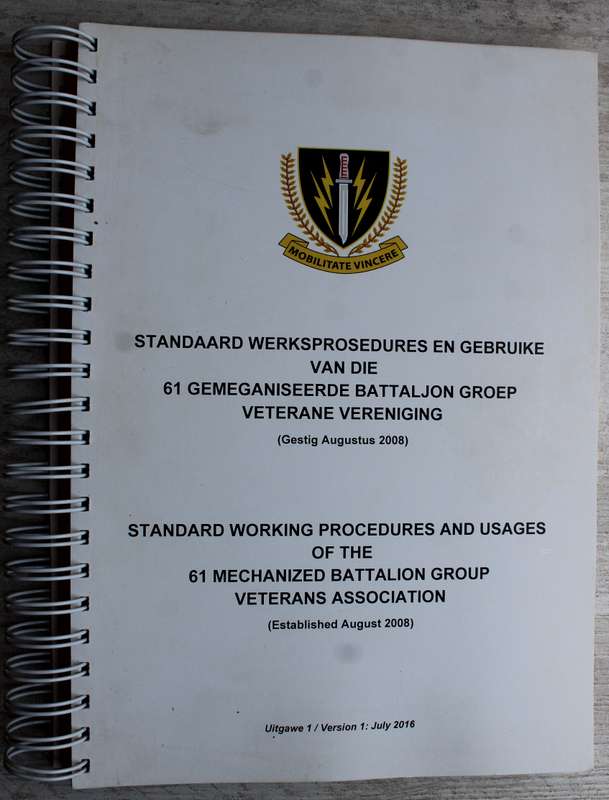 MOBILITATE VINCERE
STANDAARD WERKSPROSEDURES EN GEBRUIKE
VAN DIE
61 GEMEGANISEERDE BATTALJON GROEP
VETERANE VERENIGING
(Gestig Augustus 2008)
STANDARD WORKING PROCEDURES AND USAGES
OF THE
61 MECHANIZED BATTALION GROUP
VETERANS ASSOCIATION
(Established August 2008)
Uitgawe 1 / Version 1: July 2016